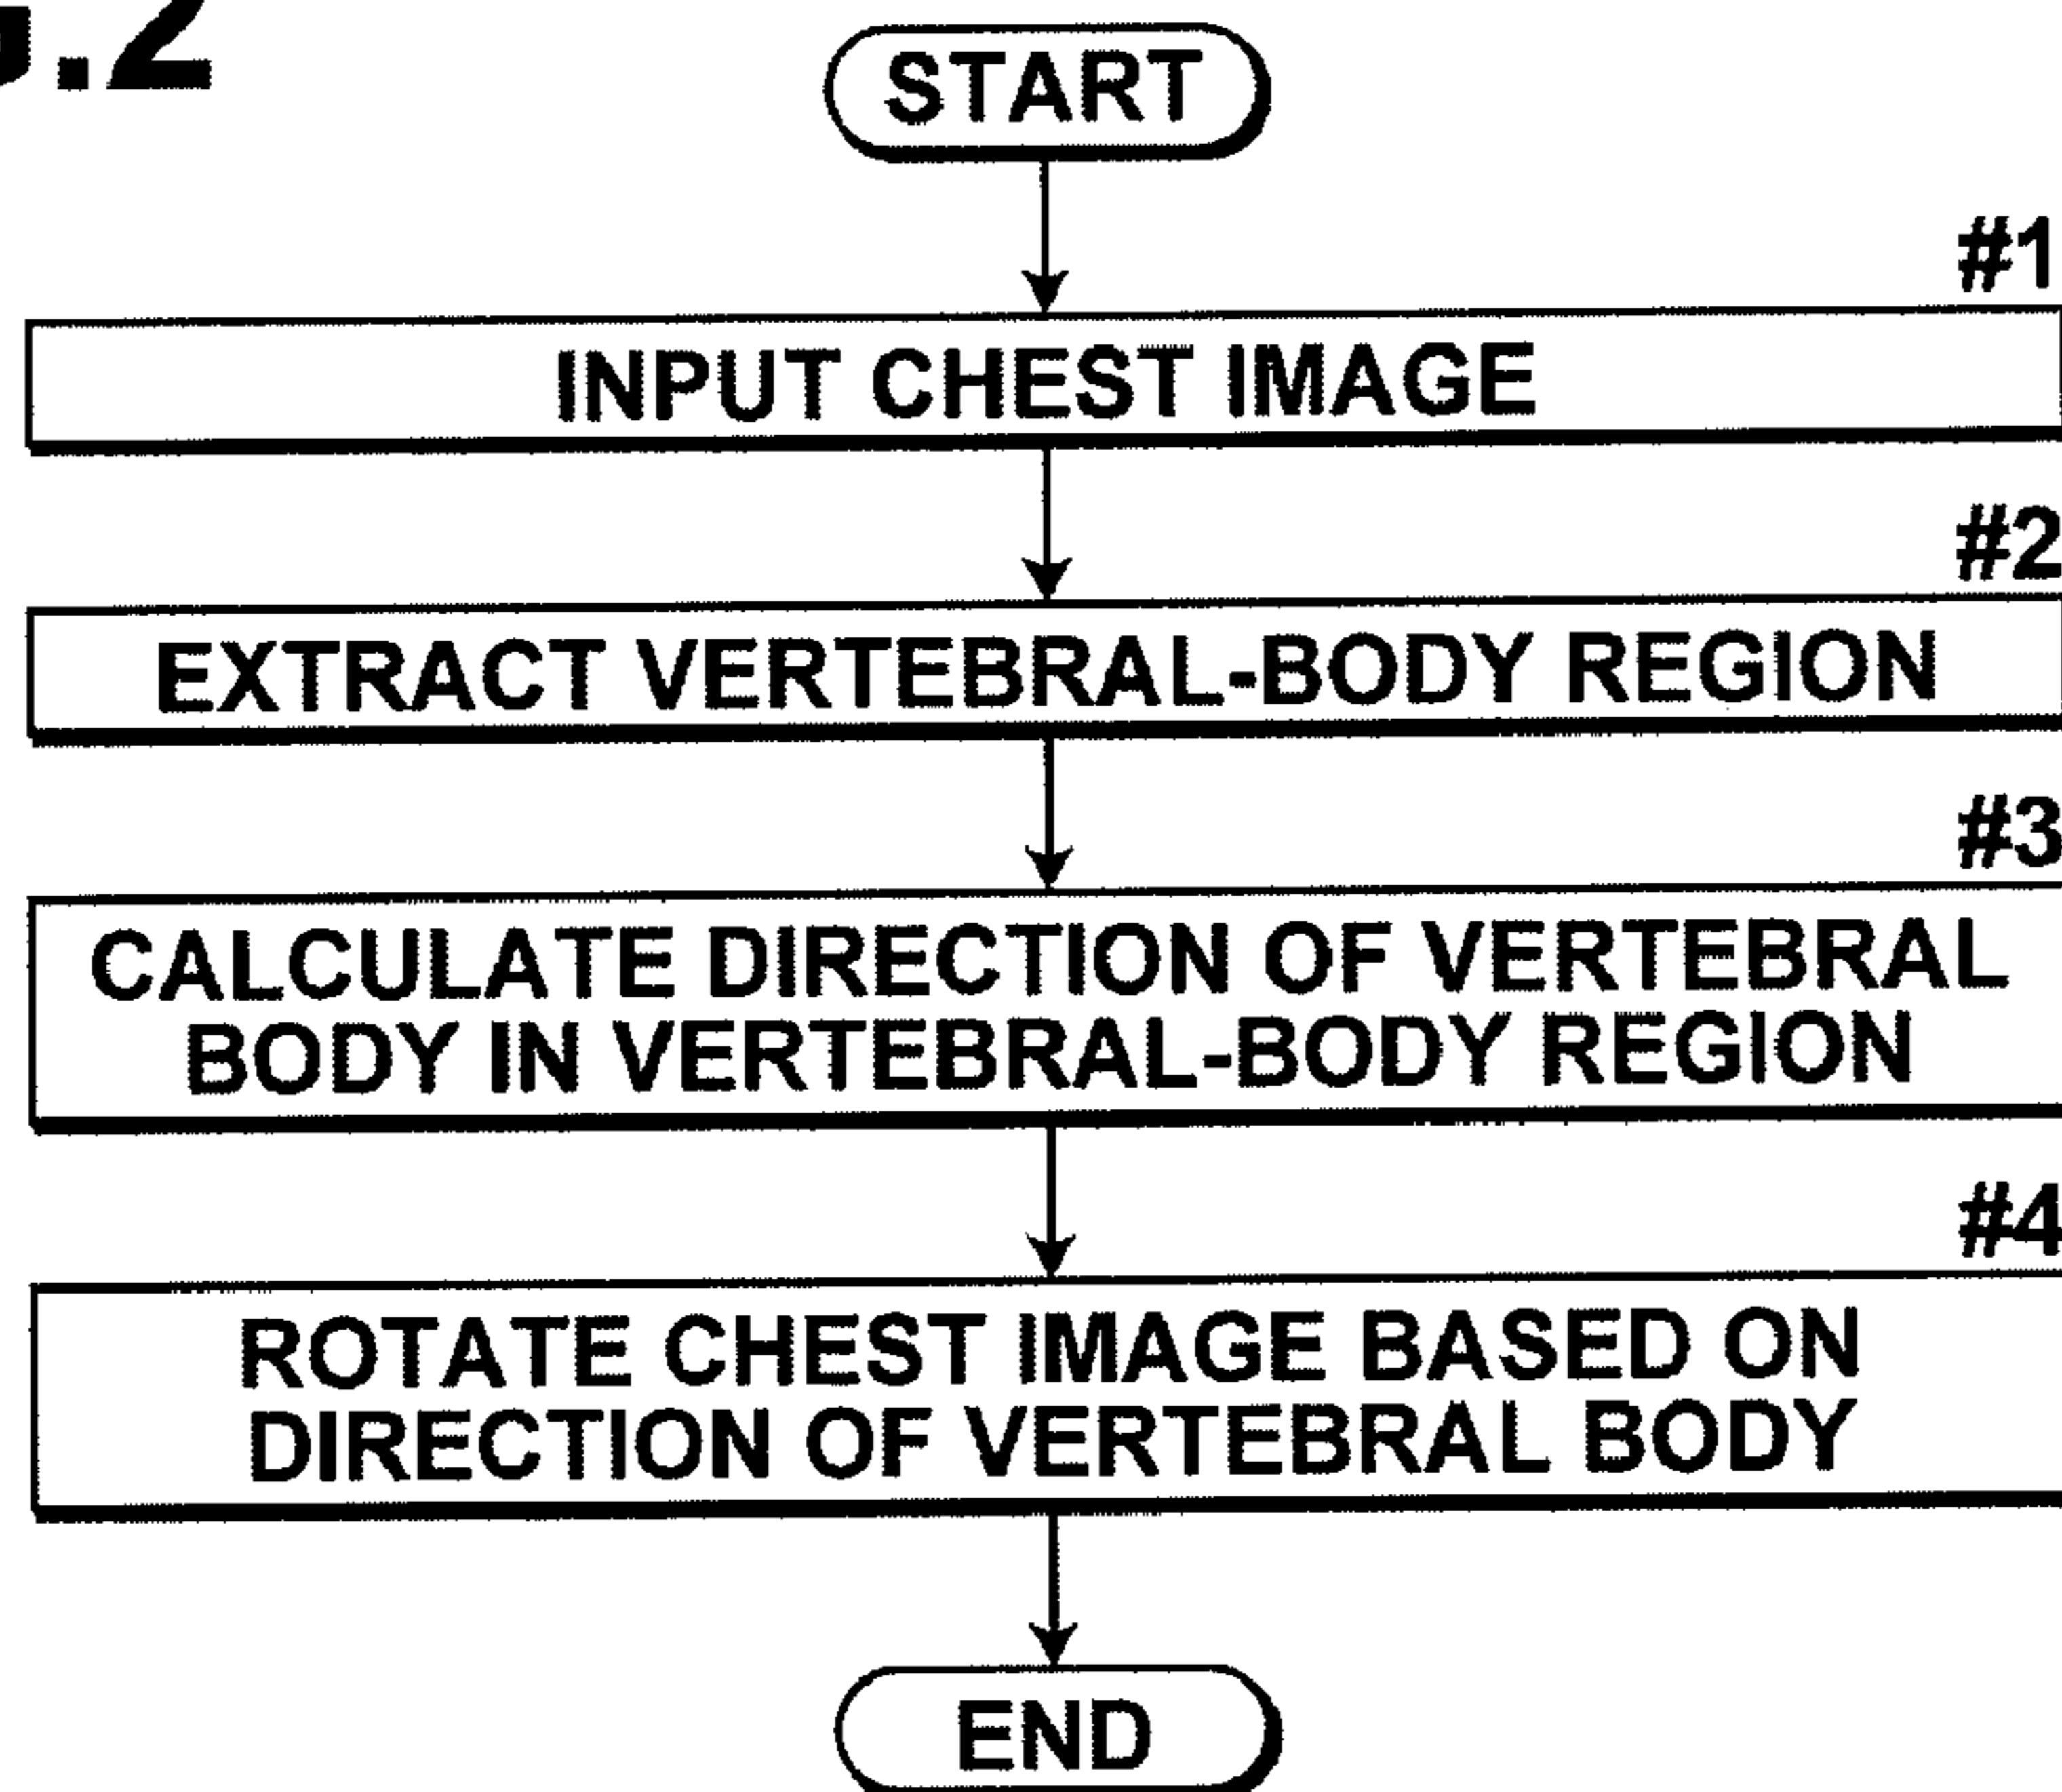 .2
START
#1
INPUT CHEST IMAGE
#2
EXTRACT VERTEBRAL-BODY REGION
#3
CALCULATE DIRECTION OF VERTEBRAL
BODY IN VERTEBRAL-BODY REGION
#4
ROTATE CHEST IMAGE BASED ON
DIRECTION OF VERTEBRAL BODY
END